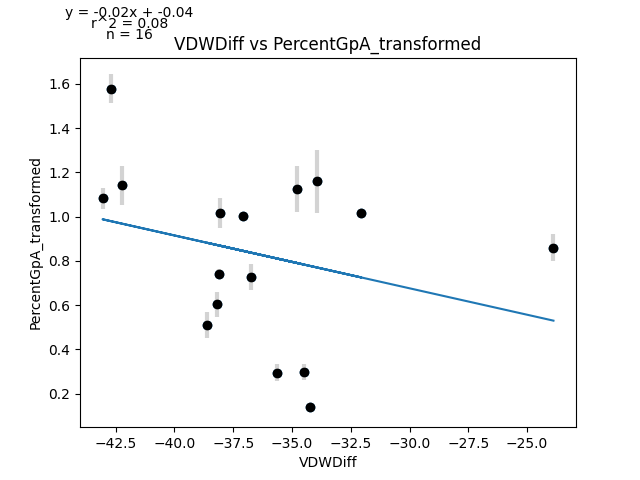 y = -0.02x + -0.04
r^2 = 0.08
n = 16
VDWDiff vs PercentGpA_transformed
1.6
1.4
1.2
1.0
0.8
0.6
0.4
0.2
PercentGpA_transformed
−42.5 −40.0 −37.5 −35.0 −32.5 −30.0 −27.5 −25.0
VDWDiff